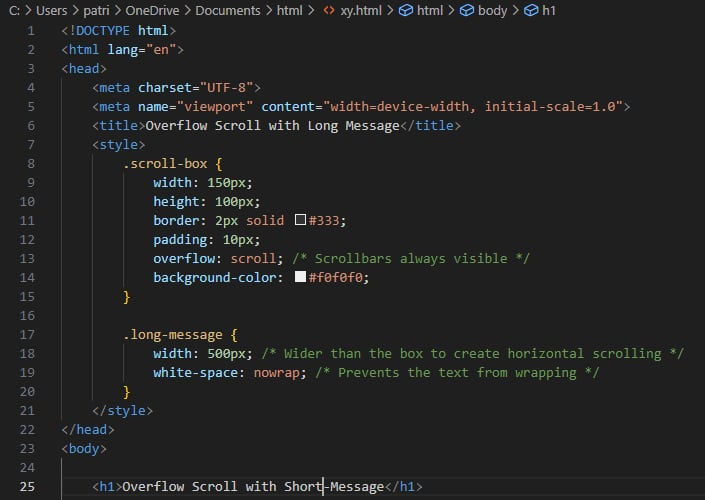 C: > Users > patri > OneDrive > Documents > html > <> xy.html > html > body > h1
1 <!DOCTYPE html>
2 <html lang="en">
3 <head>
4     <meta charset="UTF-8">
5     <meta name="viewport" content="width=device-width, initial-scale=1.0">
6     <title>Overflow Scroll with Long Message</title>
7     <style>
8         .scroll-box {
9             width: 150px;
10             height: 100px;
11             border: 2px solid #333;
12             padding: 10px;
13             overflow: scroll; /* Scrollbars always visible */
14             background-color: #f0f0f0;
15         }
16
17         .long-message {
18             width: 500px; /* Wider than the box to create horizontal scrolling */
19             white-space: nowrap; /* Prevents the text from wrapping */
20         }
21     </style>
22 </head>
23 <body>
24
25     <h1>Overflow Scroll with Short-Message</h1>